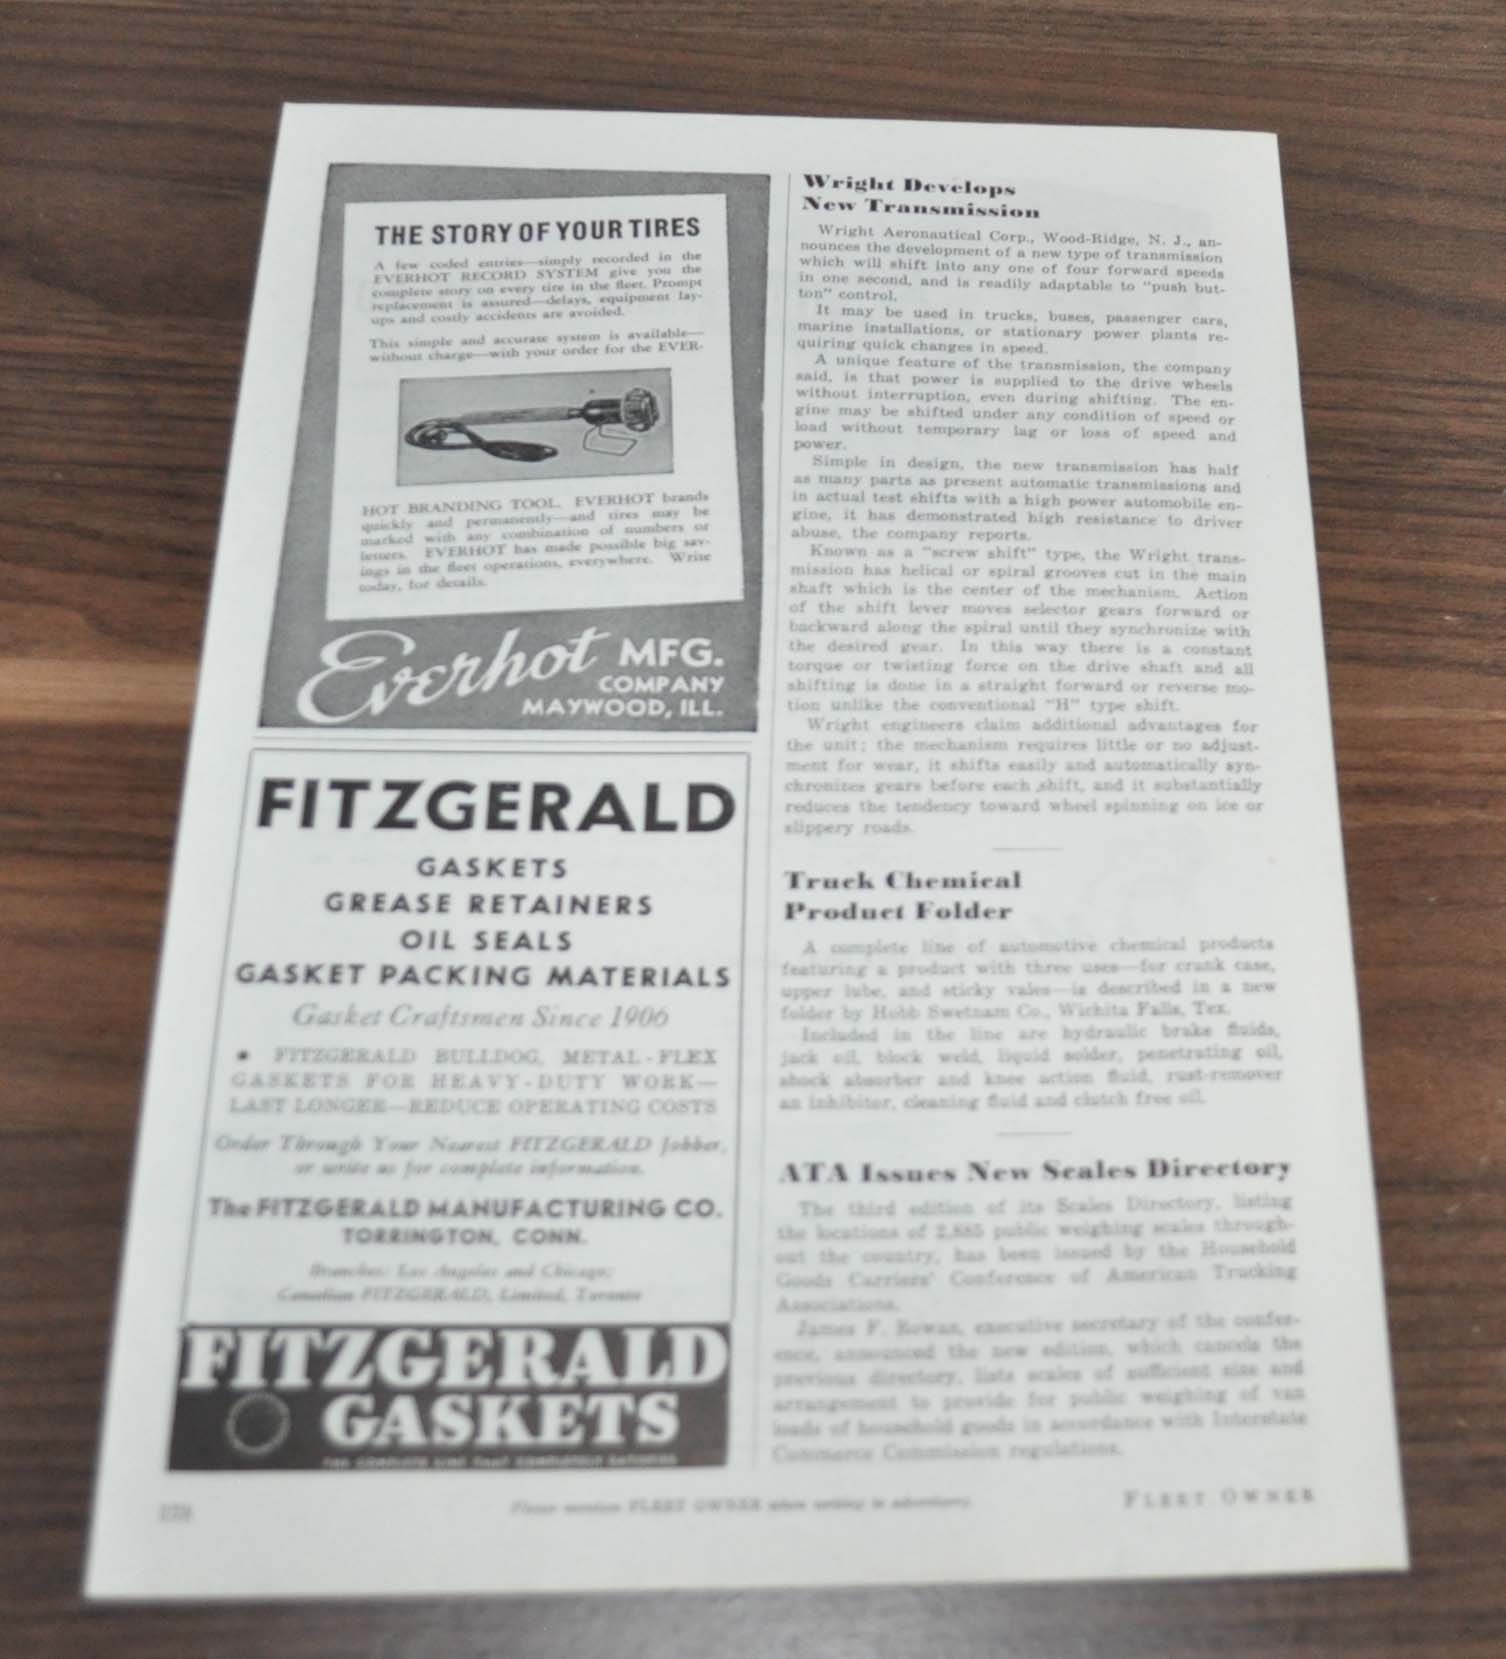 THE STORY OF YOUR TIRES
A few coded entries—simply recorded in the
EVERHOT RECORD SYSTEM give you the
complete story on every tire in the fleet. Prompt
replacement is assured—delays, equipment lay-
ups and costly accidents are avoided.
This simple and accurate system is available—
without charge—with your order for the EVER-
HOT BRANDING TOOL. EVERHOT brands
quickly and permanently—and tires may be
marked with any combination of numbers or
letters. EVERHOT has made possible big sav-
ings in the fleet operations, everywhere. Write
today, for details.
Everhot MFG.
COMPANY
MAYWOOD, ILL.
FITZGERALD
GASKETS
GREASE RETAINERS
OIL SEALS
GASKET PACKING MATERIALS
Gasket Craftsmen Since 1906
• FITZGERALD BULLDOG, METAL-FLEX
GASKETS FOR HEAVY-DUTY WORK—
LAST LONGER—REDUCE OPERATING COSTS
Order Through Your Nearest FITZGERALD Jobber,
or write us for complete information.
The FITZGERALD MANUFACTURING CO.
TORRINGTON, CONN.
Branches: Los Angeles and Chicago;
Canadian FITZGERALD, Limited, Toronto
FITZGERALD
GASKETS
THE COMPLETE LINE THAT COMPLETELY SATISFIES
Wright Develops
New Transmission
Wright Aeronautical Corp., Wood-Ridge, N. J., an-
nounces the development of a new type of transmission
which will shift into any one of four forward speeds
in one second, and is readily adaptable to "push but-
ton" control.
It may be used in trucks, buses, passenger cars,
marine installations, or stationary power plants re-
quiring quick changes in speed.
A unique feature of the transmission, the company
said, is that power is supplied to the drive wheels
without interruption, even during shifting. The en-
gine may be shifted under any condition of speed or
load without temporary lag or loss of speed and
power.
Simple in design, the new transmission has half
as many parts as present automatic transmissions and
in actual test shifts with a high power automobile en-
gine, it has demonstrated high resistance to driver
abuse, the company reports.
Known as a "screw shift" type, the Wright trans-
mission has helical or spiral grooves cut in the main
shaft which is the center of the mechanism. Action
of the shift lever moves selector gears forward or
backward along the spiral until they synchronize with
the desired gear. In this way there is a constant
torque or twisting force on the drive shaft and all
shifting is done in a straight forward or reverse mo-
tion unlike the conventional "H" type shift.
Wright engineers claim additional advantages for
the unit; the mechanism requires little or no adjust-
ment for wear, it shifts easily and automatically syn-
chronizes gears before each shift, and it substantially
reduces the tendency toward wheel spinning on ice or
slippery roads.
Truck Chemical
Product Folder
A complete line of automotive chemical products
featuring a product with three uses—for crank case,
upper lube, and sticky vales—is described in a new
folder by Hobb Swetnam Co., Wichita Falls, Tex.
Included in the line are hydraulic brake fluids,
jack oil, block weld, liquid solder, penetrating oil,
shock absorber and knee action fluid, rust-remover
an inhibitor, cleaning fluid and clutch free oil.
ATA Issues New Scales Directory
The third edition of its Scales Directory, listing
the locations of 2,885 public weighing scales through-
out the country, has been issued by the Household
Goods Carriers' Conference of American Trucking
Associations.
James F. Rowan, executive secretary of the confer-
ence, announced the new edition, which cancels the
previous directory, lists scales of sufficient size and
arrangement to provide for public weighing of van
loads of household goods in accordance with Interstate
Commerce Commission regulations.
Please mention FLEET OWNER when writing to advertisers.
FLEET OWNER